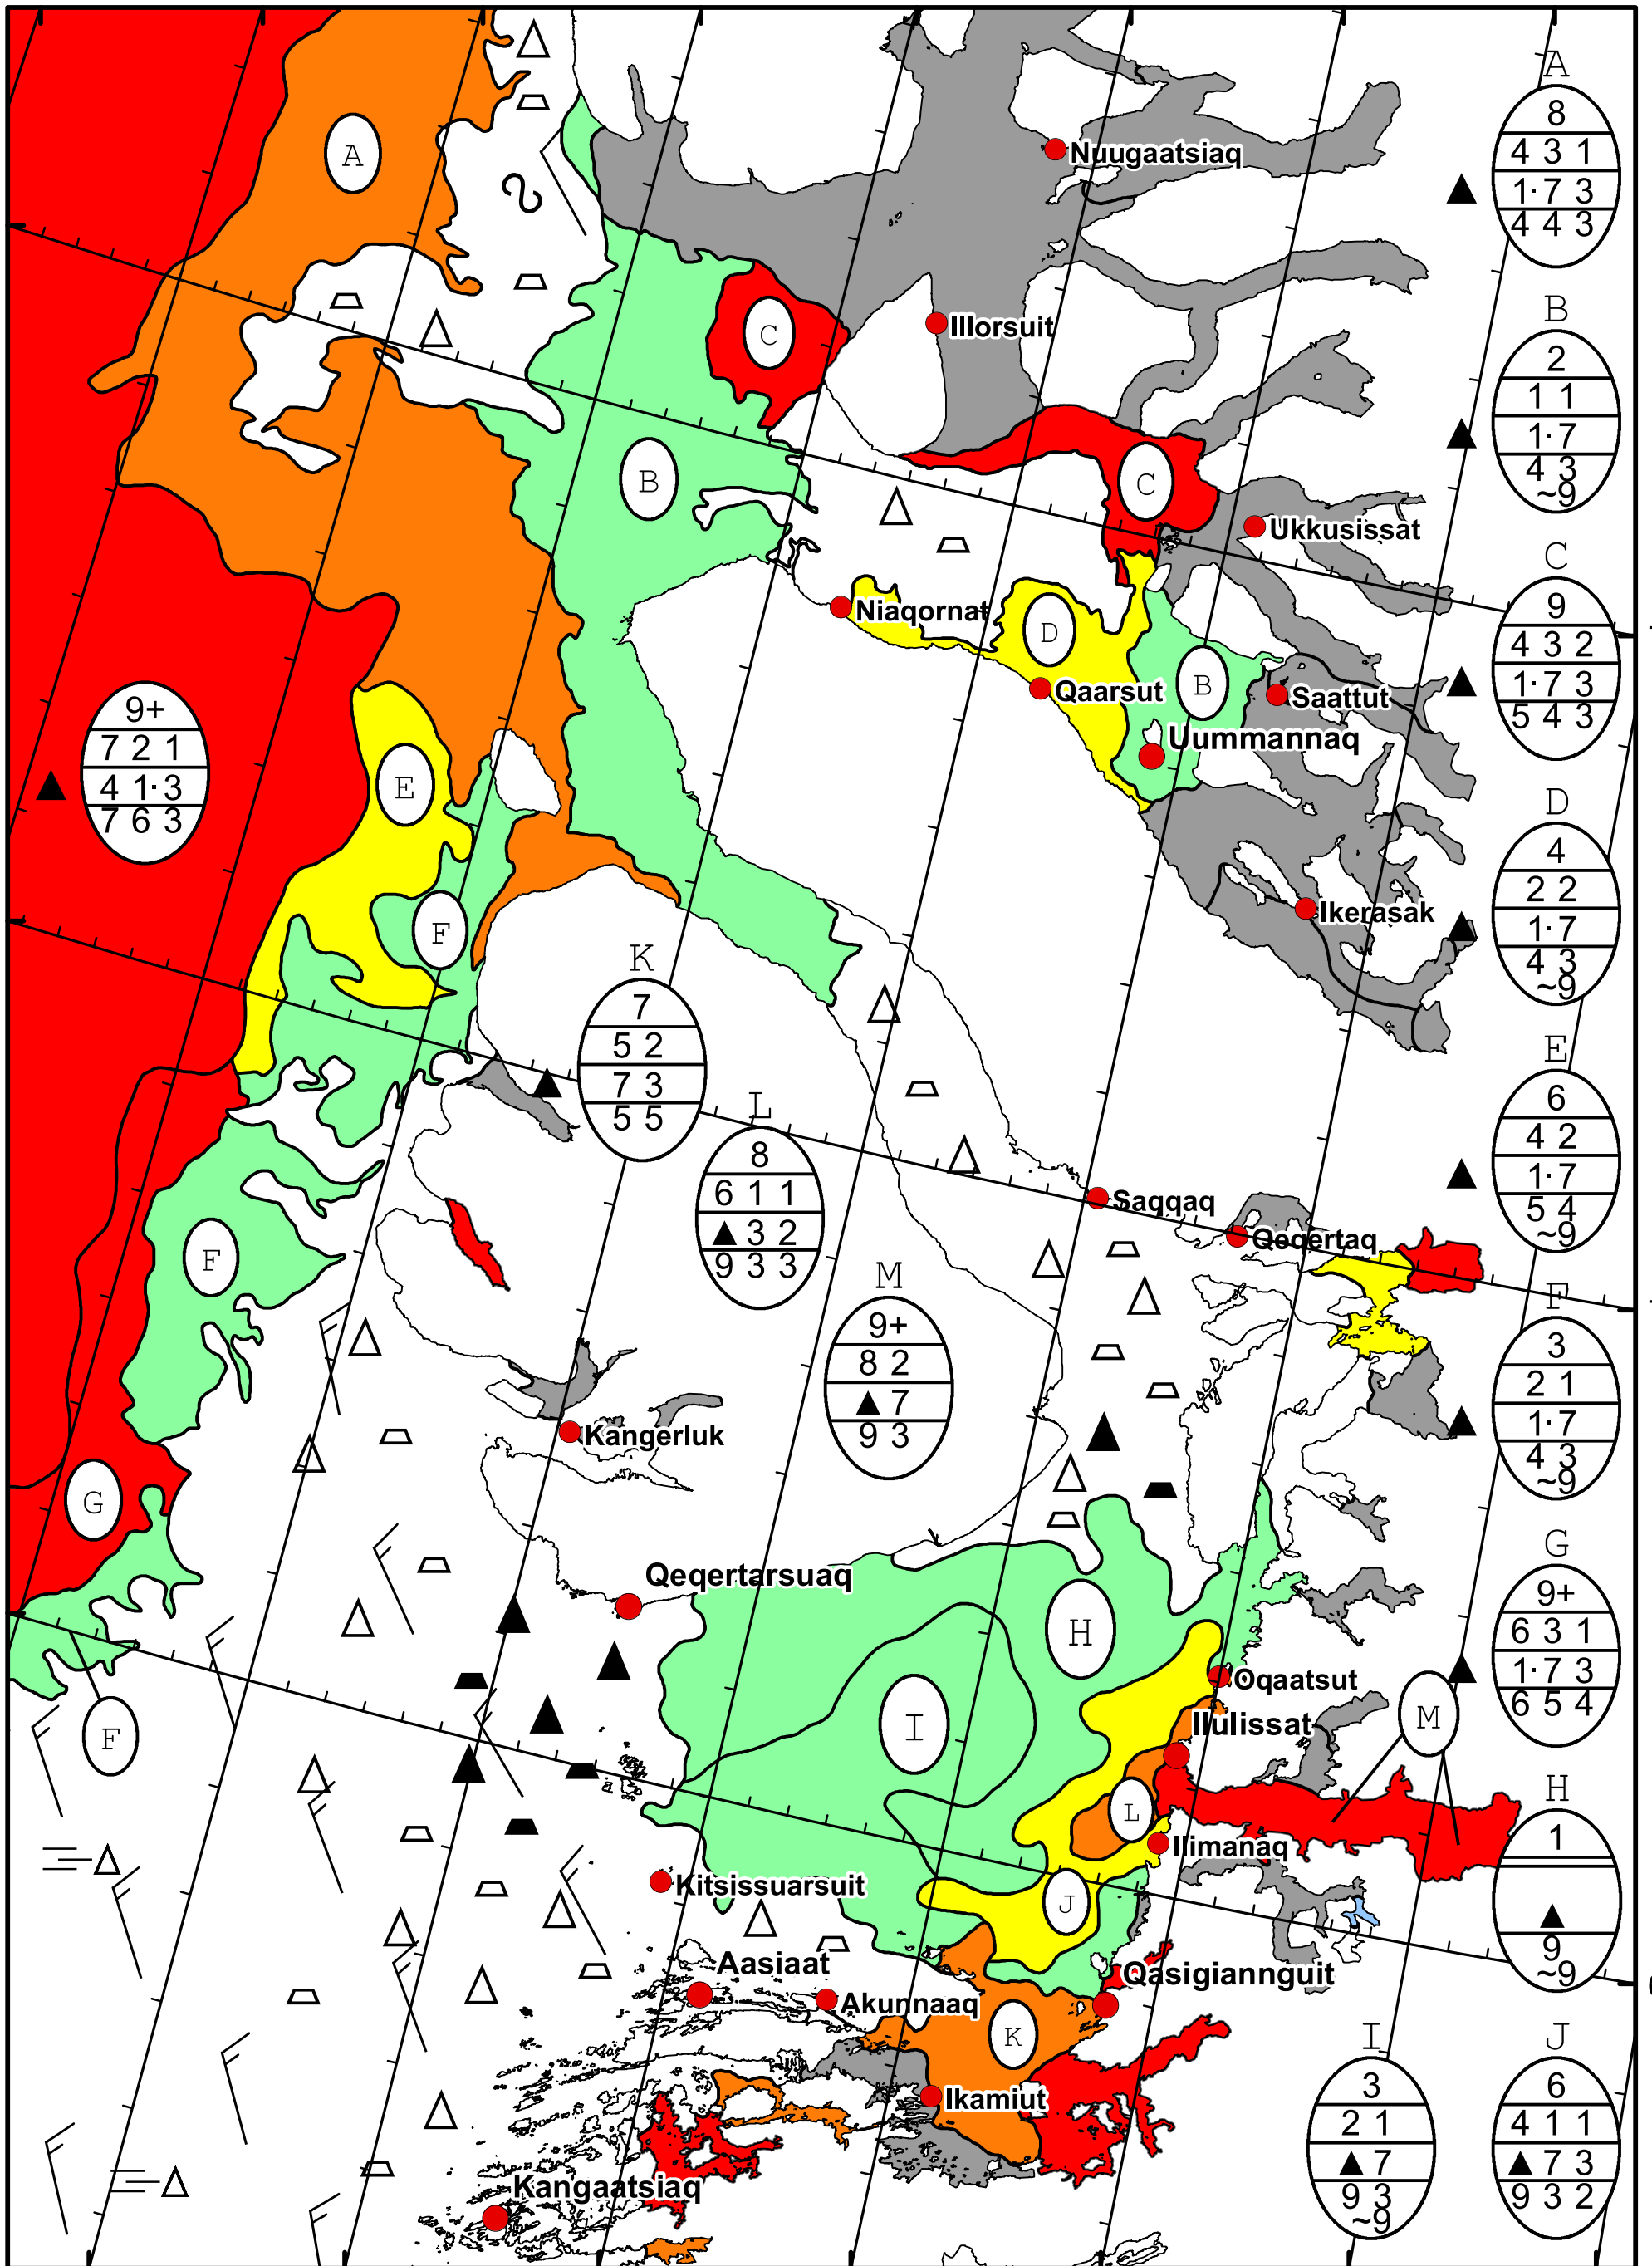 A
8
4 3 1
1· 7 3
4 4 3
A
Nuugaatsiaq
B
2
1 1
1· 7
4 3
~9
C
Illorsuit
B
C
Ukkusissat
C
9
4 3 2
1· 7 3
5 4 3
Niaqornat
D
Qaarsut
B
Saattut
Uummannaq
9+
7 2 1
4 1· 3
7 6 3
E
D
4
2 2
1· 7
4 3
~9
F
Ikerasak
K
7
5 2
7 3
5 5
E
6
4 2
1· 7
5 4
~9
L
8
6 1 1
▲ 3 2
9 3 3
Saqqaq
Qeqertaq
F
M
9+
8 2
▲ 7
9 3
F
3
2 1
1· 7
4 3
~9
Kangerluk
G
G
9+
6 3 1
1· 7 3
6 5 4
Qeqertarsuaq
H
Oqaatsut
I
Ilulissat
M
F
H
1
▲
9
~9
L
Ilimanaq
Kitsissuarsuit
J
Aasiaat
Qasigiannguit
Akunnaaq
K
Ikamiut
I
3
2 1
▲ 7
9 3
~9
J
6
4 1 1
▲ 7 3
9 3 2
Kangaatsiaq